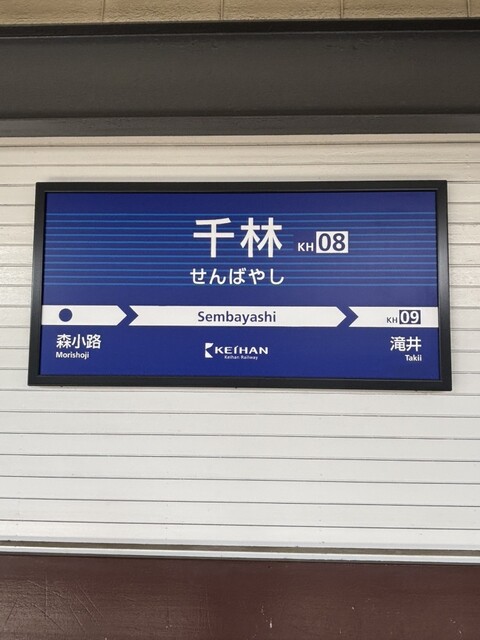 千林 KH 08
せんばやし
Sembayashi
KH 09
森小路
Morishoji
滝井
Takii
KEIHAN
Keihan Railway